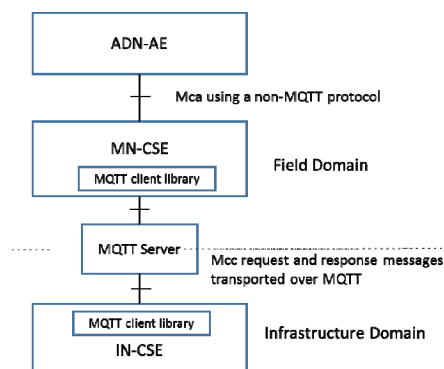 ADN-AE
Mca using a non-MQTT protocol
MN-CSE
MQTT client library
Field Domain
MQTT Server
Mcc request and response messages
transported over MQTT
MQTT client library
IN-CSE
Infrastructure Domain